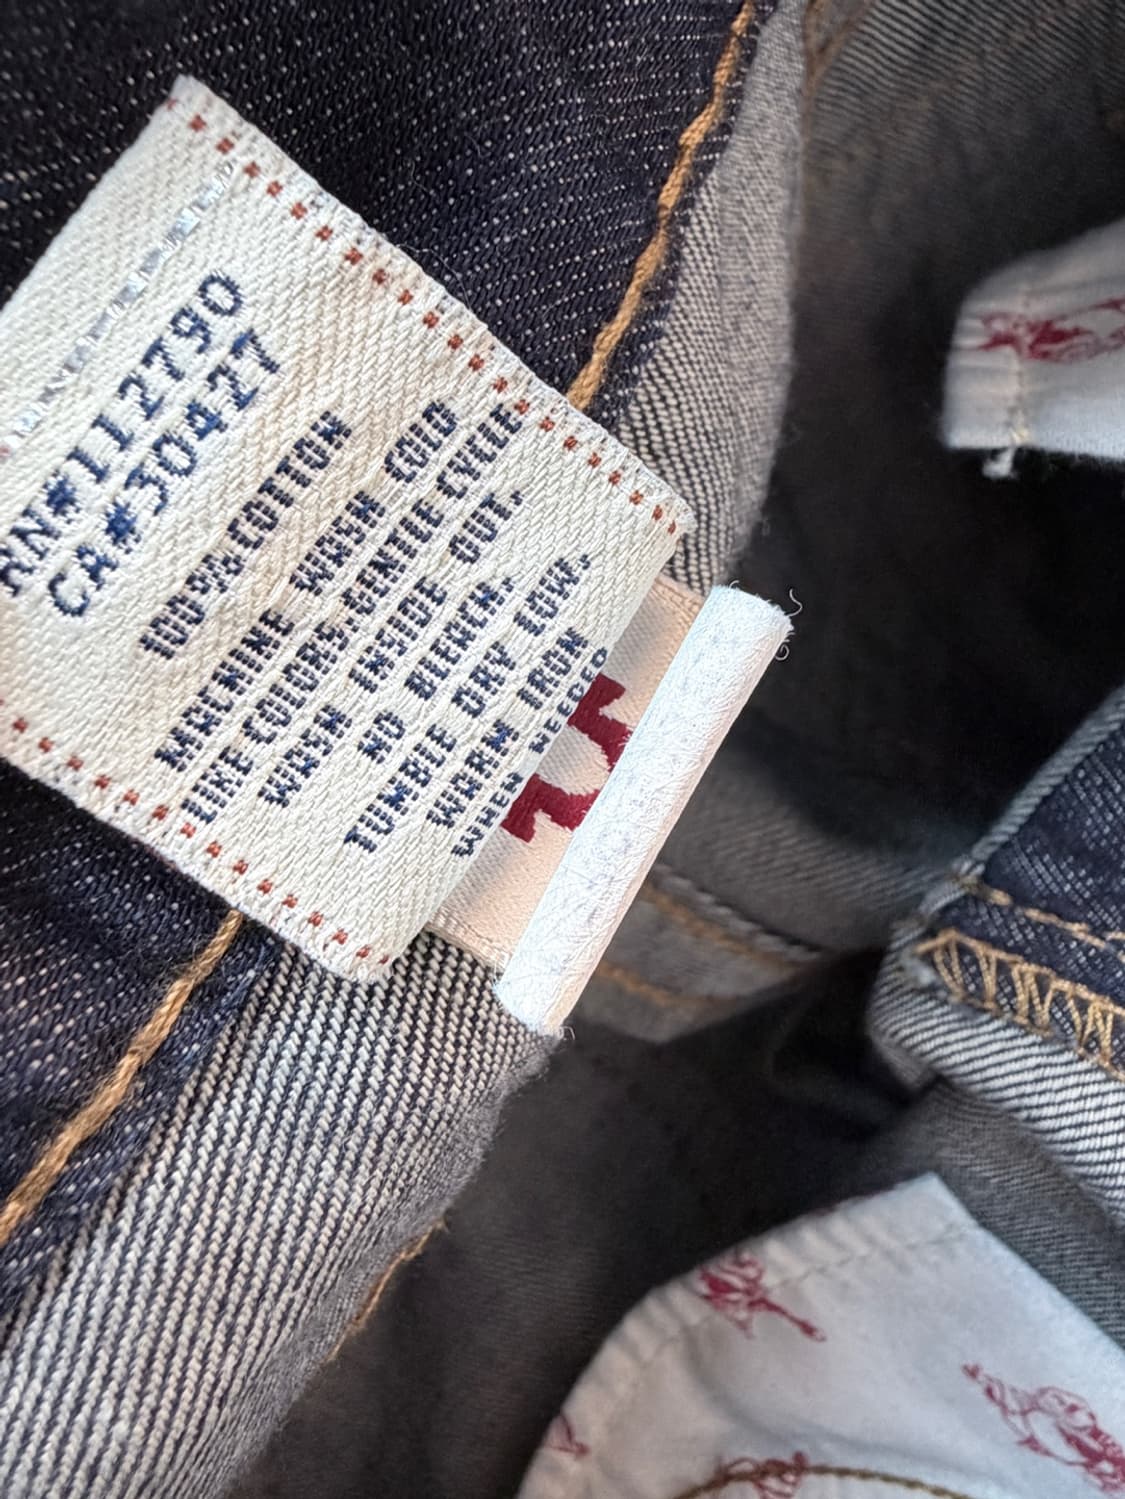 RN#112790
CA#30427
100%COTTON
MACHINE WASH COLD
LIKE COLORS.GENTLE CYCLE
WARM INSIDE OUT.
NO BLEACH.
TUMBLE DRY LOW.
WARM IRON
WHEN NEEDED